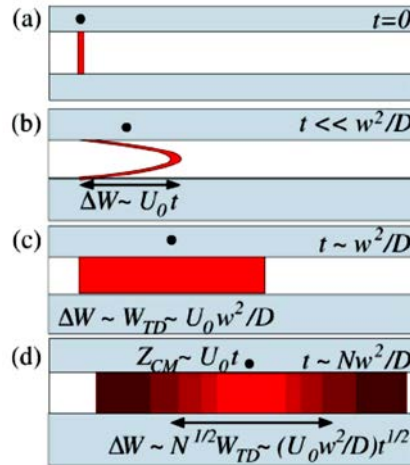 (a) t=0
(b) t << w²/D
ΔW~ U₀t
(c) t ~ w²/D
ΔW ~ W_TD ~ U₀w²/D
(d) Z_CM ~ U₀t t ~ Nw²/D
ΔW ~ N^1/2 W_TD ~ (U₀w²/D)t^1/2